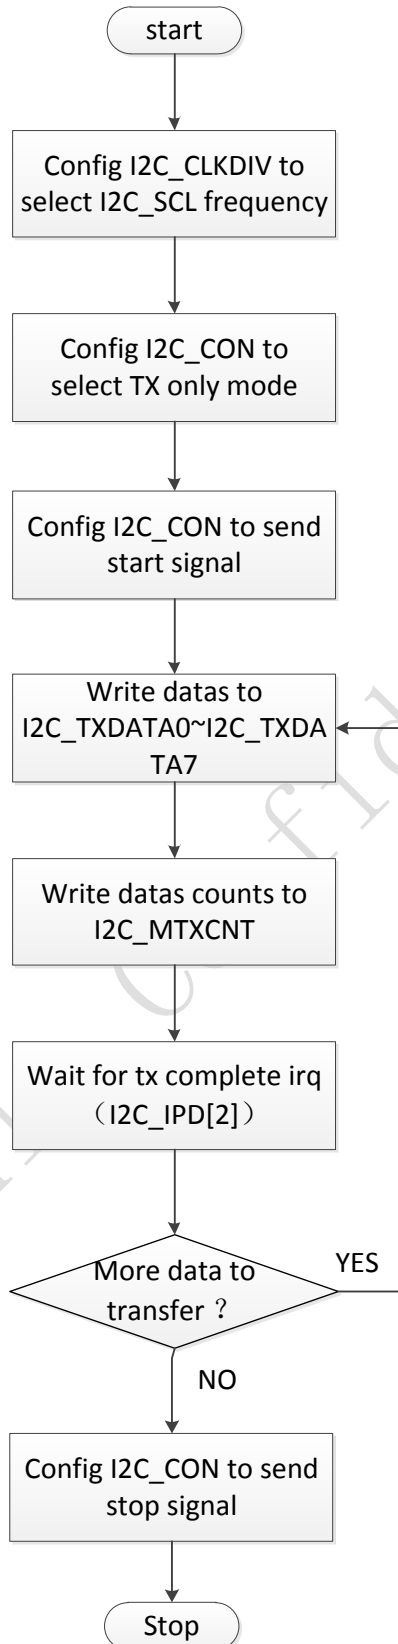 start
Config I2C_CLKDIV to
select I2C_SCL frequency
Config I2C_CON to
select TX only mode
Config I2C_CON to send
start signal
Write datas to
I2C_TXDATA0~I2C_TXDA
TA7
Write datas counts to
I2C_MTXCNT
Wait for tx complete irq
（I2C_IPD[2]）
More data to
transfer ？
YES
NO
Config I2C_CON to send
stop signal
Stop